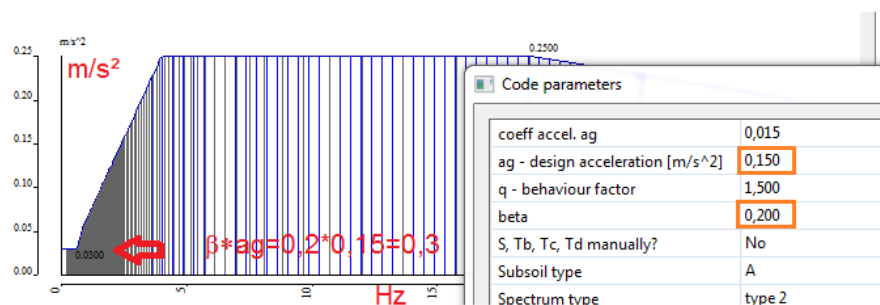 m/s^2
0.25
0.2500
m/s²
0.20
0.15
0.10
0.05
0.0300
β*ag=0,2*0,15=0,3
0.00
0.
5.
10.
15.
Hz
Code parameters
coeff accel. ag 0,015
ag - design acceleration [m/s^2] 0,150
q - behaviour factor 1,500
beta 0,200
S, Tb, Tc, Td manually? No
Subsoil type A
Spectrum type type 2